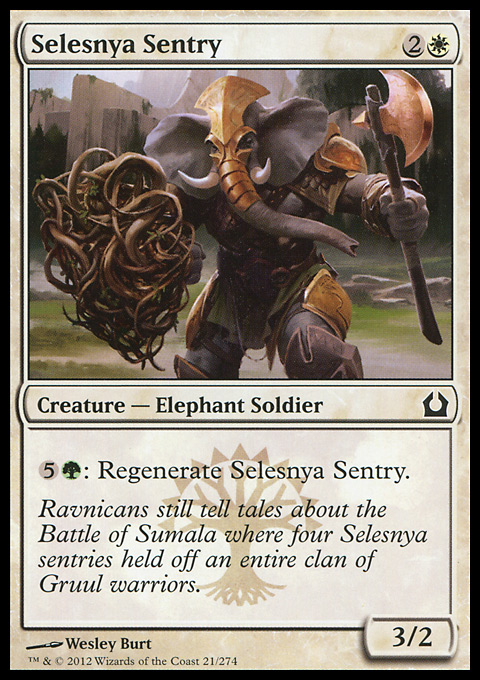 Selesnya Sentry 2
Creature — Elephant Soldier
5: Regenerate Selesnya Sentry.
Ravnicans still tell tales about the
Battle of Sumala where four Selesnya
sentries held off an entire clan of
Gruul warriors.
Wesley Burt
3/2
™ & © 2012 Wizards of the Coast 21/274